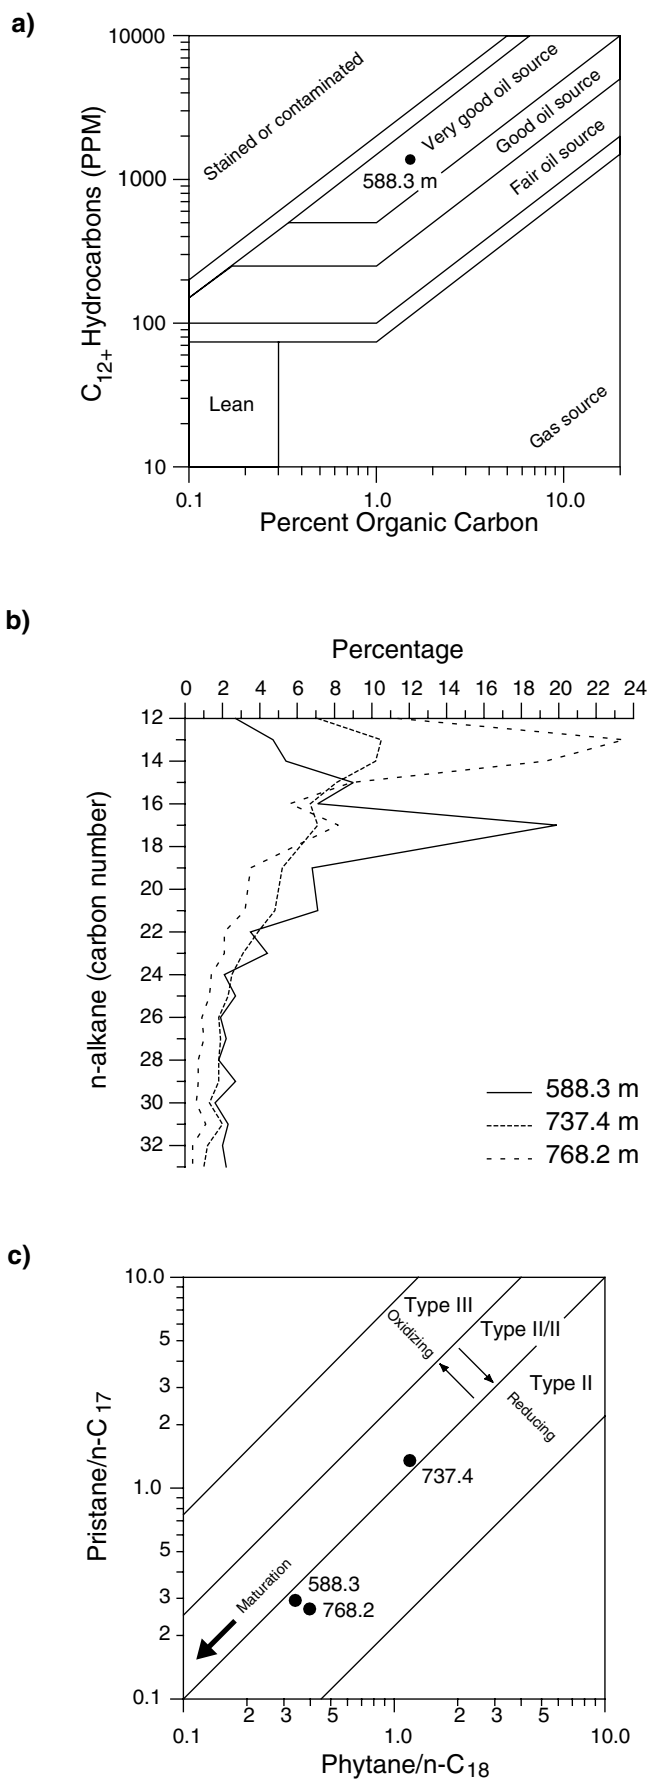 a)
C12+ Hydrocarbons (PPM)
10000
1000
100
10
Stained or contaminated
Very good oil source
Good oil source
Fair oil source
588.3 m
Lean
Gas source
0.1
1.0
10.0
Percent Organic Carbon
b)
Percentage
0 2 4 6 8 10 12 14 16 18 20 22 24
n-alkane (carbon number)
12
14
16
18
20
22
24
26
28
30
32
588.3 m
737.4 m
768.2 m
c)
Pristane/n-C17
10.0
5
3
2
1.0
5
3
2
0.1
Type III
Oxidizing
Type II/II
Type II
Reducing
737.4
Maturation
588.3
768.2
2 3 5 2 3 5
0.1 1.0 10.0
Phytane/n-C18